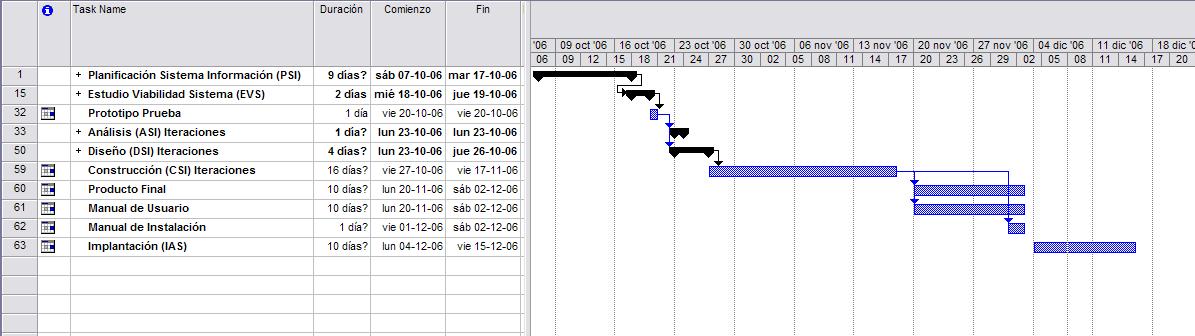 Task Name Duración Comienzo Fin
'06 09 oct '06 16 oct '06 23 oct '06 30 oct '06 06 nov '06 13 nov '06 20 nov '06 27 nov '06 04 dic '06 11 dic '06 18 dic '0
06 09 12 15 18 21 24 27 30 02 05 08 11 14 17 20 23 26 29 02 05 08 11 14 17 20
1 + Planificación Sistema Información (PSI) 9 días? sáb 07-10-06 mar 17-10-06
15 + Estudio Viabilidad Sistema (EVS) 2 días mié 18-10-06 jue 19-10-06
32 Prototipo Prueba 1 día vie 20-10-06 vie 20-10-06
33 + Análisis (ASI) Iteraciones 1 día? lun 23-10-06 lun 23-10-06
50 + Diseño (DSI) Iteraciones 4 días? lun 23-10-06 jue 26-10-06
59 Construcción (CSI) Iteraciones 16 días? vie 27-10-06 vie 17-11-06
60 Producto Final 10 días? lun 20-11-06 sáb 02-12-06
61 Manual de Usuario 10 días? lun 20-11-06 sáb 02-12-06
62 Manual de Instalación 1 día? vie 01-12-06 sáb 02-12-06
63 Implantación (IAS) 10 días? lun 04-12-06 vie 15-12-06